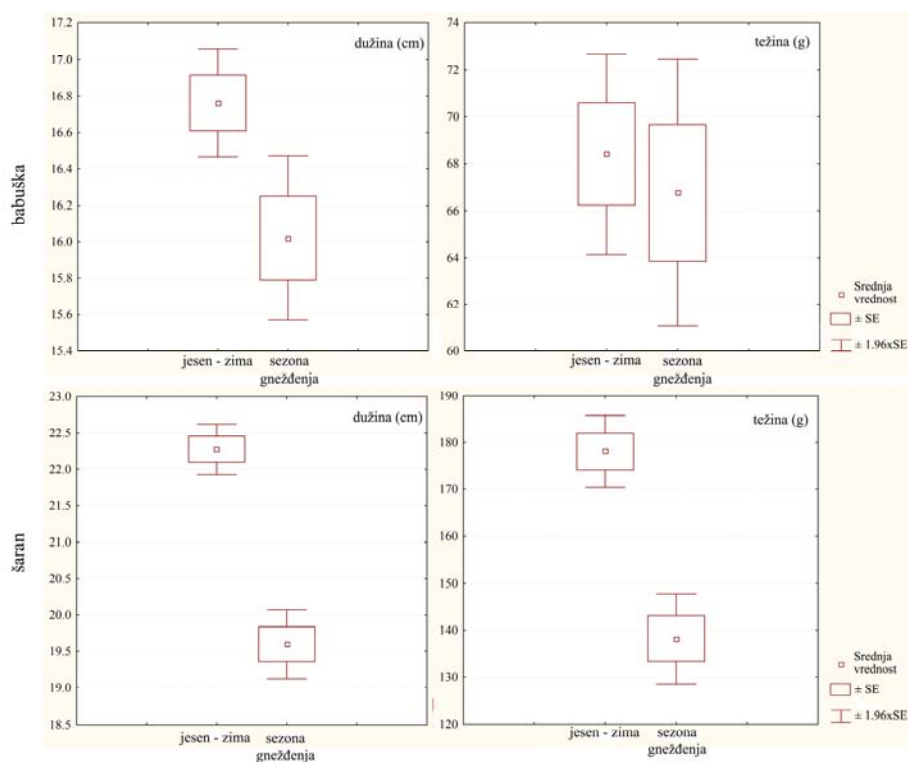 dužina (cm)
17.2
17.0
16.8
16.6
16.4
16.2
16.0
15.8
15.6
15.4
babuška
jesen - zima
sezona
gnežđenja
težina (g)
74
72
70
68
66
64
62
60
jesen - zima
sezona
gnežđenja
Srednja
vrednost
± SE
± 1.96xSE
dužina (cm)
23.0
22.5
22.0
21.5
21.0
20.5
20.0
19.5
19.0
18.5
šaran
jesen - zima
sezona
gnežđenja
težina (g)
190
180
170
160
150
140
130
120
jesen - zima
sezona
gnežđenja
Srednja
vrednost
± SE
± 1.96xSE